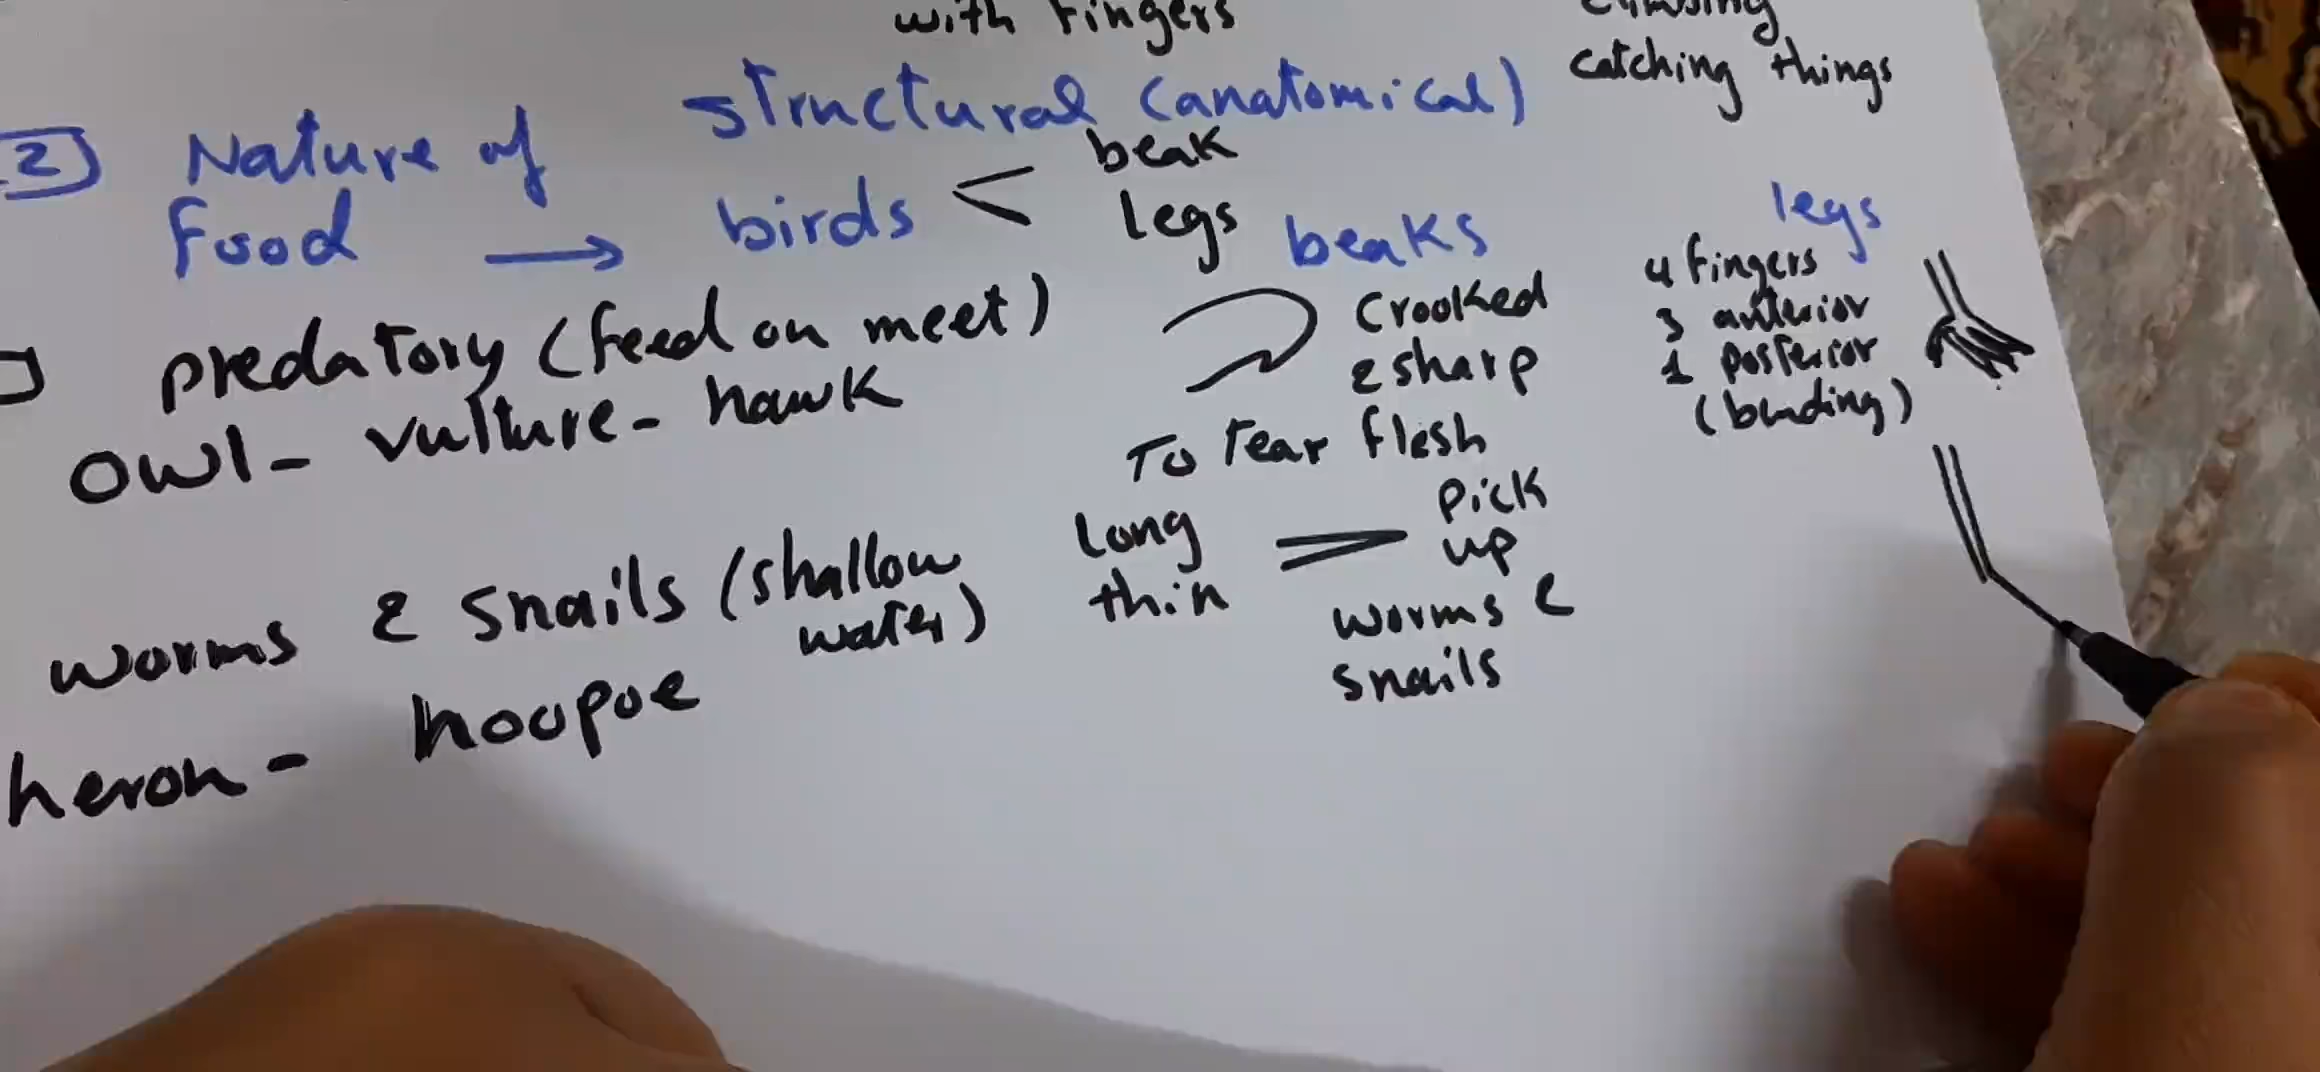 with Fingers
climbing
catching things
2 Nature of
food → birds
structural (anatomical)
beak
legs
beaks
legs
predatory (feed on meet)
owl - vulture - hawk
Crooked
& sharp
To Tear flesh
4 fingers
3 anterior
1 posterior
worms & snails (shallow
water)
heron - hoopoe
long
thin
Pick
up
worms &
snails